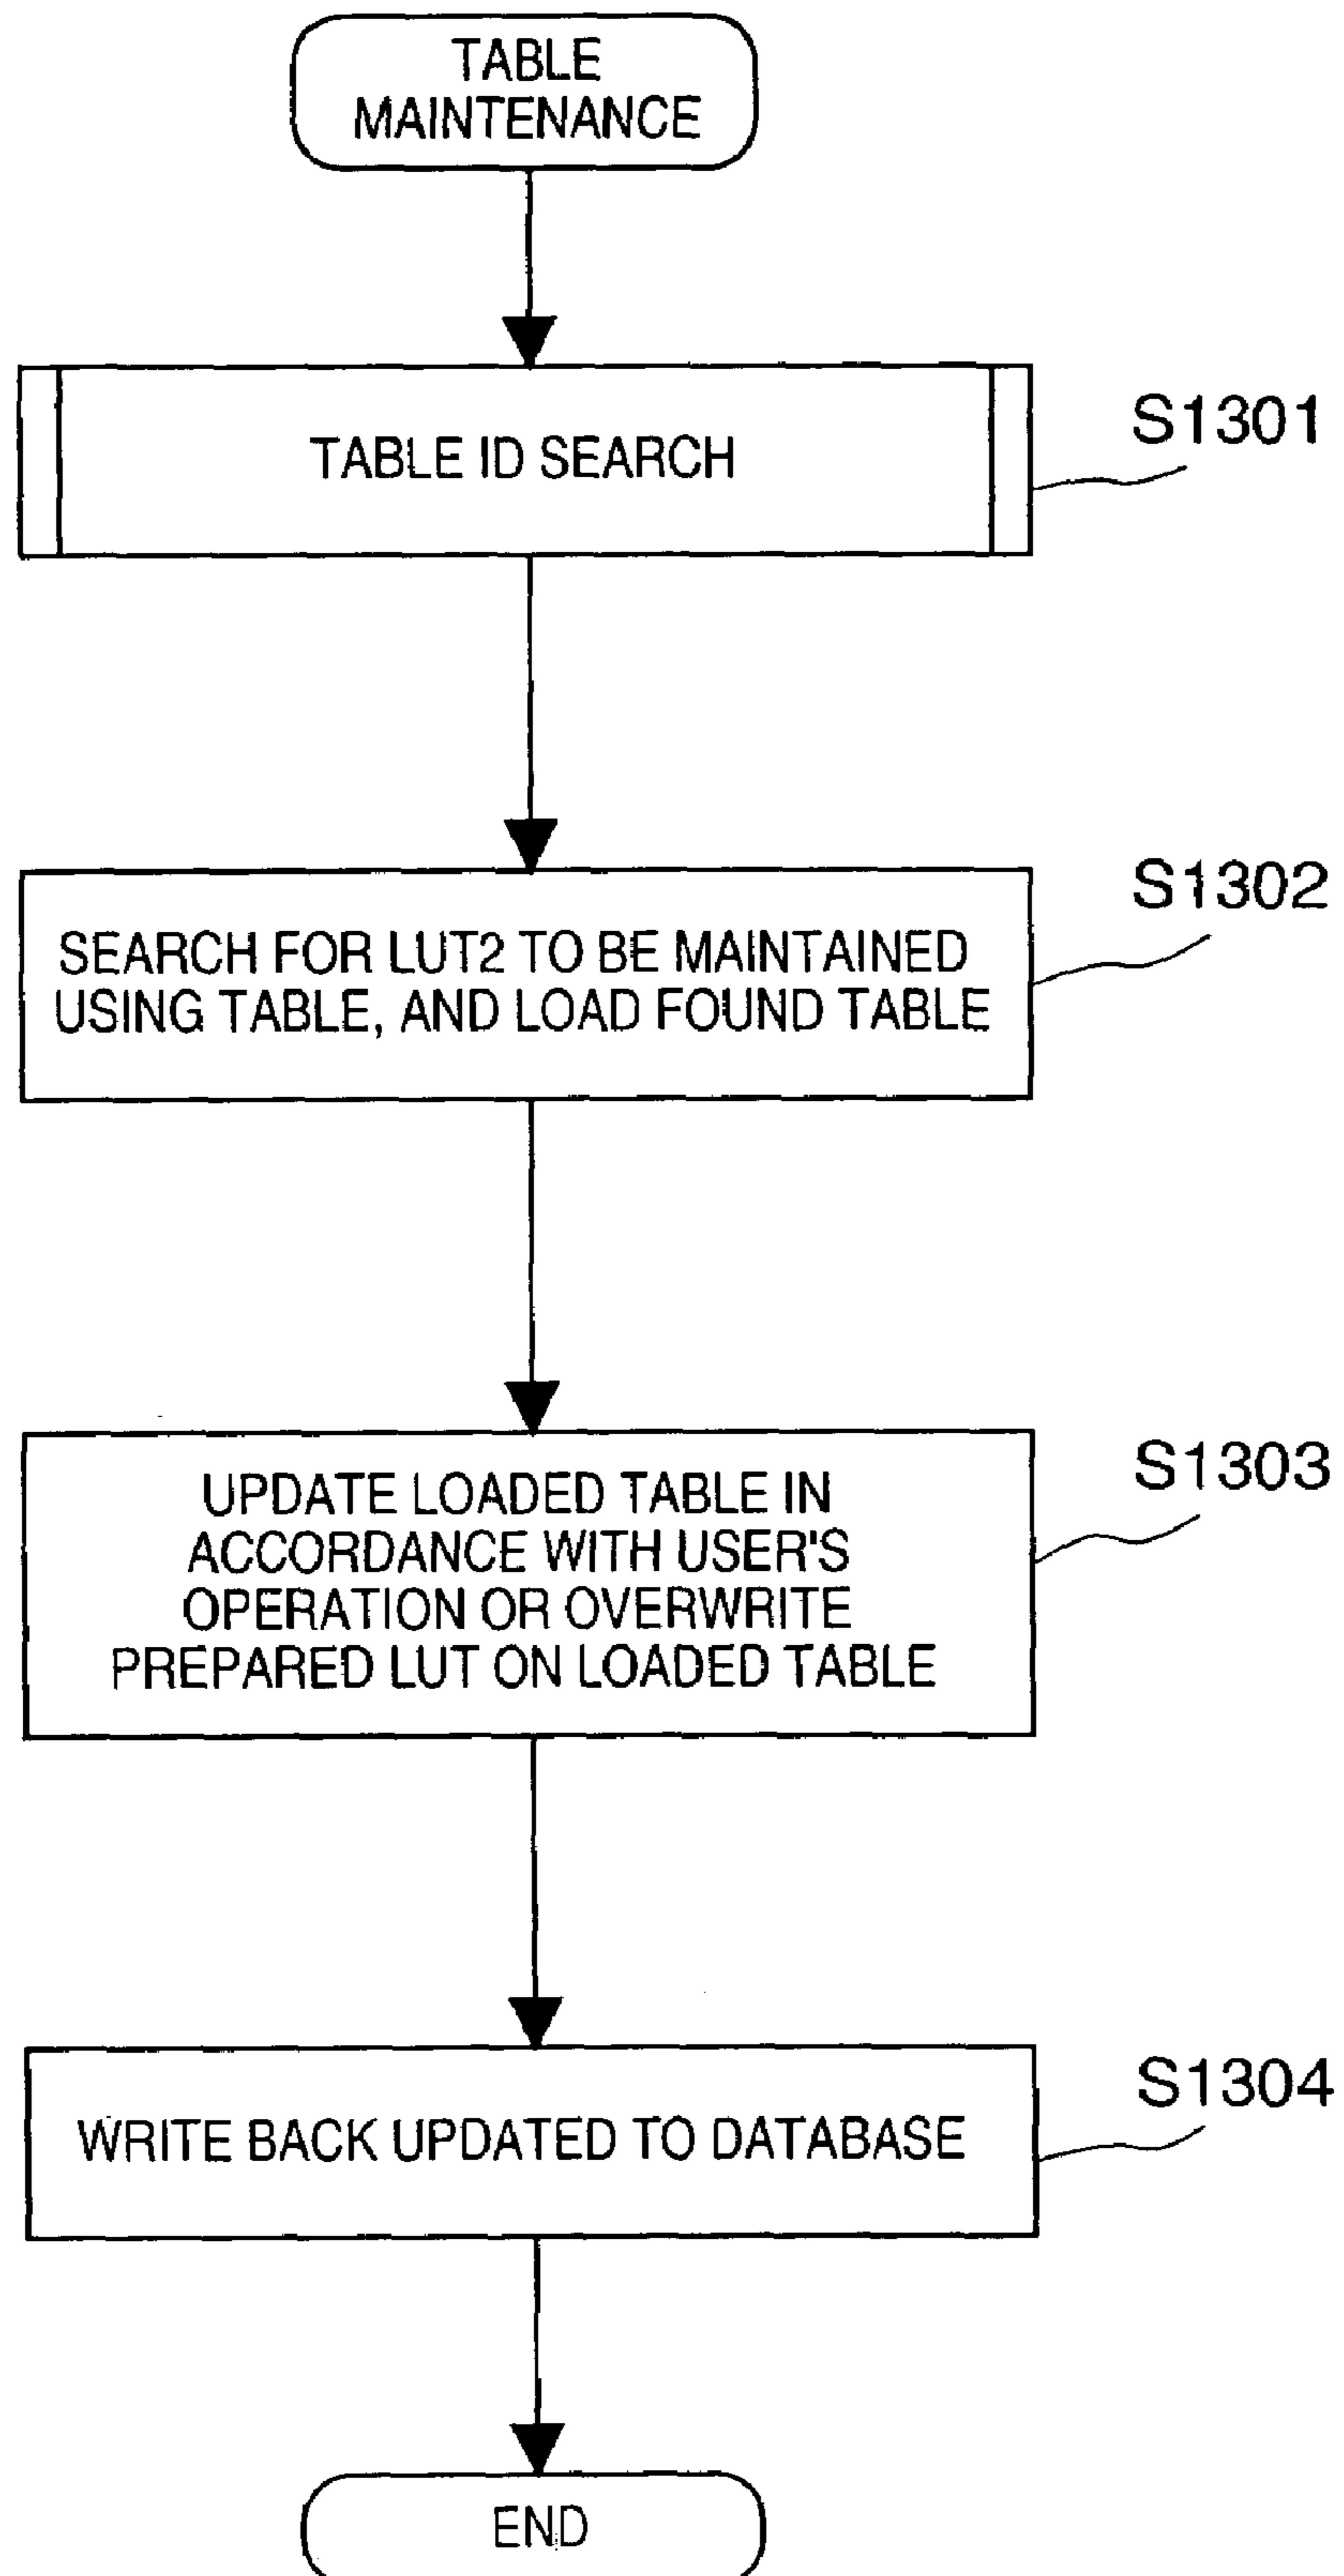 TABLE
MAINTENANCE
TABLE ID SEARCH
S1301
SEARCH FOR LUT2 TO BE MAINTAINED
USING TABLE, AND LOAD FOUND TABLE
S1302
UPDATE LOADED TABLE IN
ACCORDANCE WITH USER'S
OPERATION OR OVERWRITE
PREPARED LUT ON LOADED TABLE
S1303
WRITE BACK UPDATED TO DATABASE
S1304
END